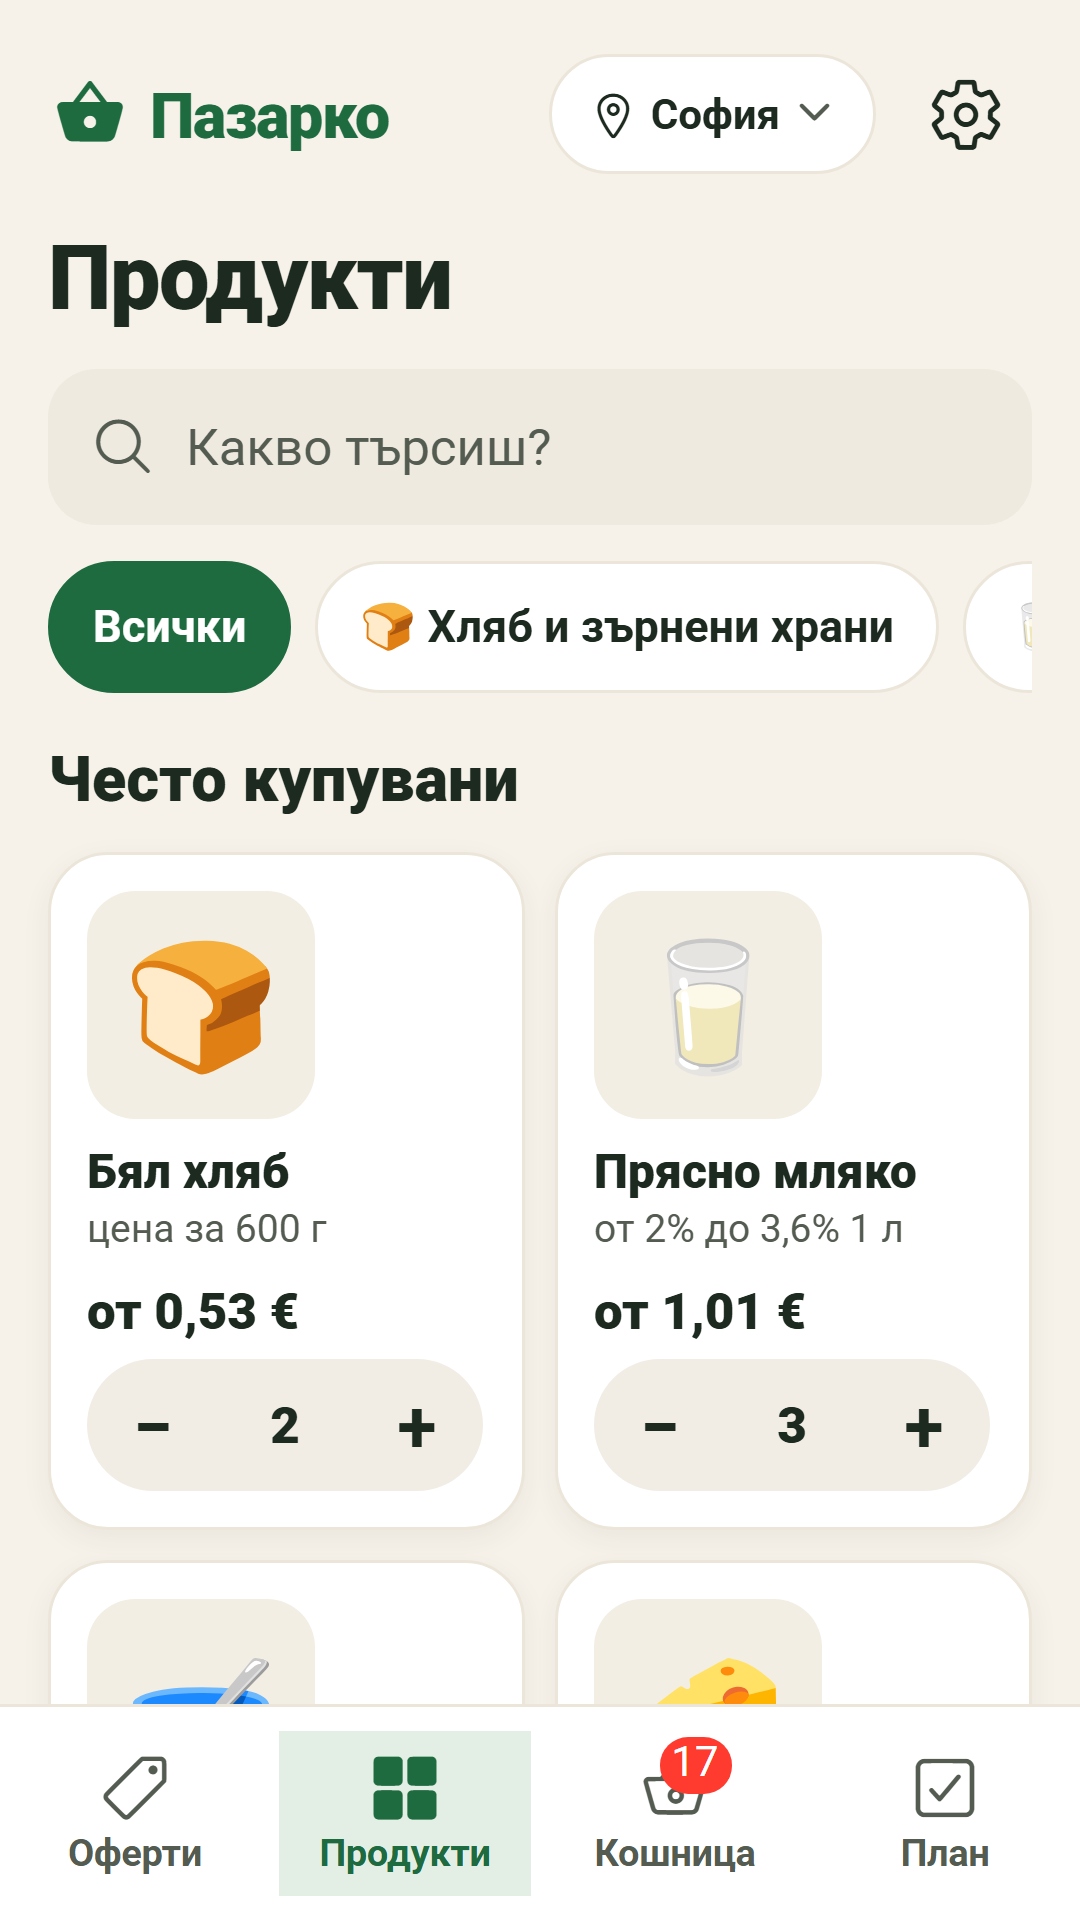 Пазарко
София
Продукти
Какво търсиш?
Всички
Хляб и зърнени храни
Често купувани
Бял хляб
цена за 600 г
от 0,53 €
− 2 +
Прясно мляко
от 2% до 3,6% 1 л
от 1,01 €
− 3 +
Оферти
Продукти
17
Кошница
План